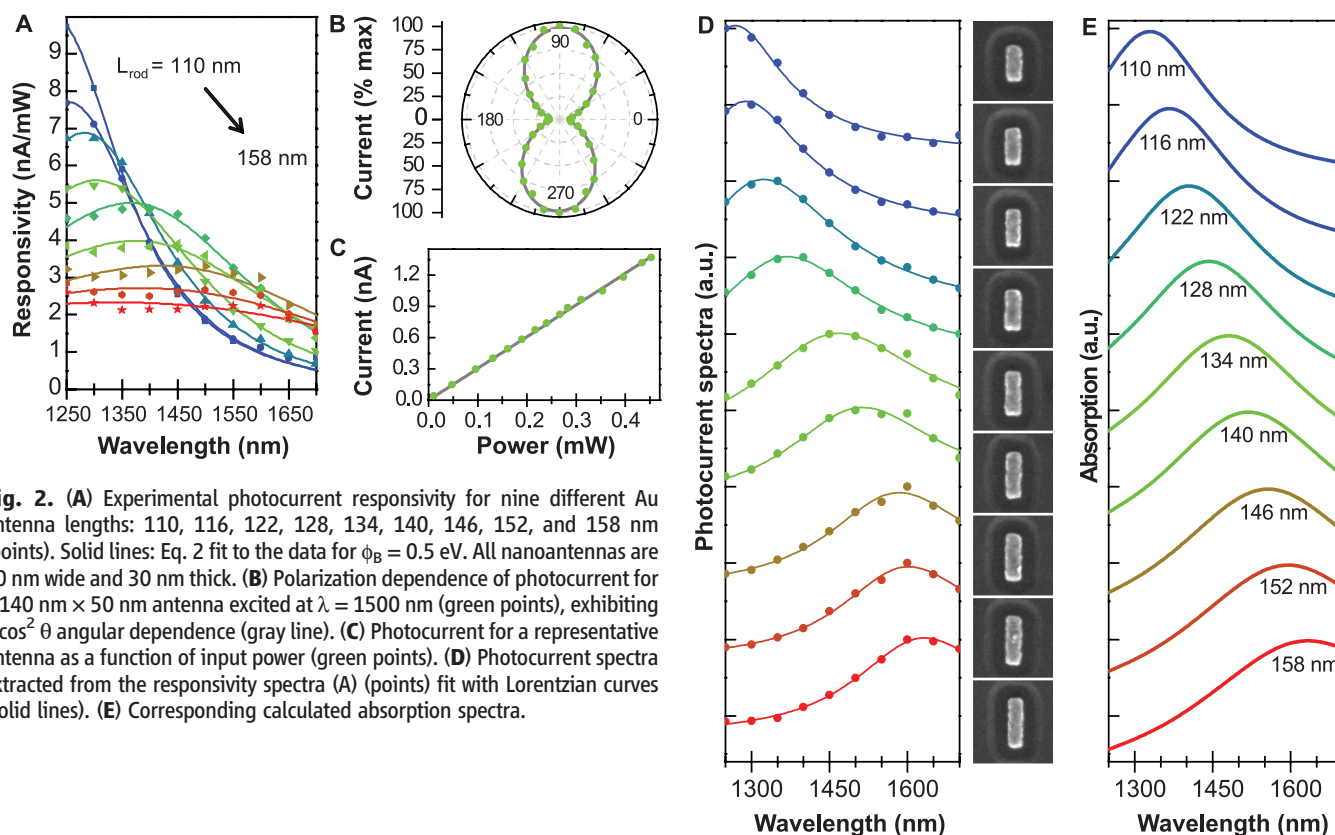 A
Responsivity (nA/mW)
9
8
7
6
5
4
3
2
1
0
L_rod = 110 nm
158 nm
1250 1350 1450 1550 1650
Wavelength (nm)
B
Current (% max)
100
75
50
25
0
25
50
75
100
90
180
0
270
C
Current (nA)
1.2
0.9
0.6
0.3
0.0
0.0 0.1 0.2 0.3 0.4
Power (mW)
ig. 2. (A) Experimental photocurrent responsivity for nine different Au
ntenna lengths: 110, 116, 122, 128, 134, 140, 146, 152, and 158 nm
points). Solid lines: Eq. 2 fit to the data for ϕ_B = 0.5 eV. All nanoantennas are
0 nm wide and 30 nm thick. (B) Polarization dependence of photocurrent for
140 nm × 50 nm antenna excited at λ = 1500 nm (green points), exhibiting
cos² θ angular dependence (gray line). (C) Photocurrent for a representative
ntenna as a function of input power (green points). (D) Photocurrent spectra
xtracted from the responsivity spectra (A) (points) fit with Lorentzian curves
solid lines). (E) Corresponding calculated absorption spectra.
D
Photocurrent spectra (a.u.)
1300 1450 1600
Wavelength (nm)
E
Absorption (a.u.)
110 nm
116 nm
122 nm
128 nm
134 nm
140 nm
146 nm
152 nm
158 nm
1300 1450 1600
Wavelength (nm)